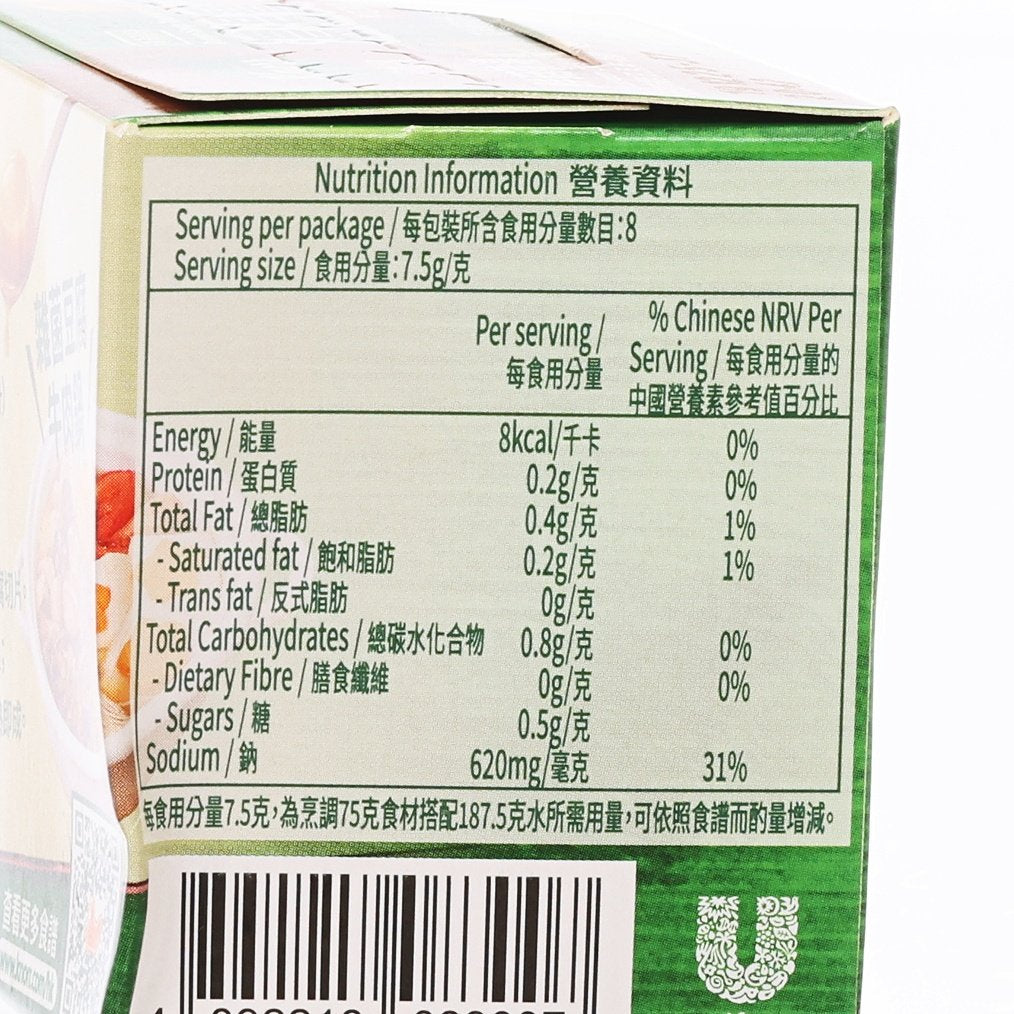 Nutrition Information 營養資料
Serving per package / 每包裝所含食用分量數目:8
Serving size / 食用分量:7.5g/克
Per serving / 每食用分量
% Chinese NRV Per Serving / 每食用分量的 中國營養素參考值百分比
Energy / 能量 8kcal/千卡 0%
Protein / 蛋白質 0.2g/克 0%
Total Fat / 總脂肪 0.4g/克 1%
- Saturated fat / 飽和脂肪 0.2g/克 1%
- Trans fat / 反式脂肪 0g/克
Total Carbohydrates / 總碳水化合物 0.8g/克 0%
- Dietary Fibre / 膳食纖維 0g/克 0%
- Sugars / 糖 0.5g/克
Sodium / 鈉 620mg/毫克 31%
每食用分量7.5克,為烹調75克食材搭配187.5克水所需用量,可依照食譜而酌量增減。
查看更多食譜